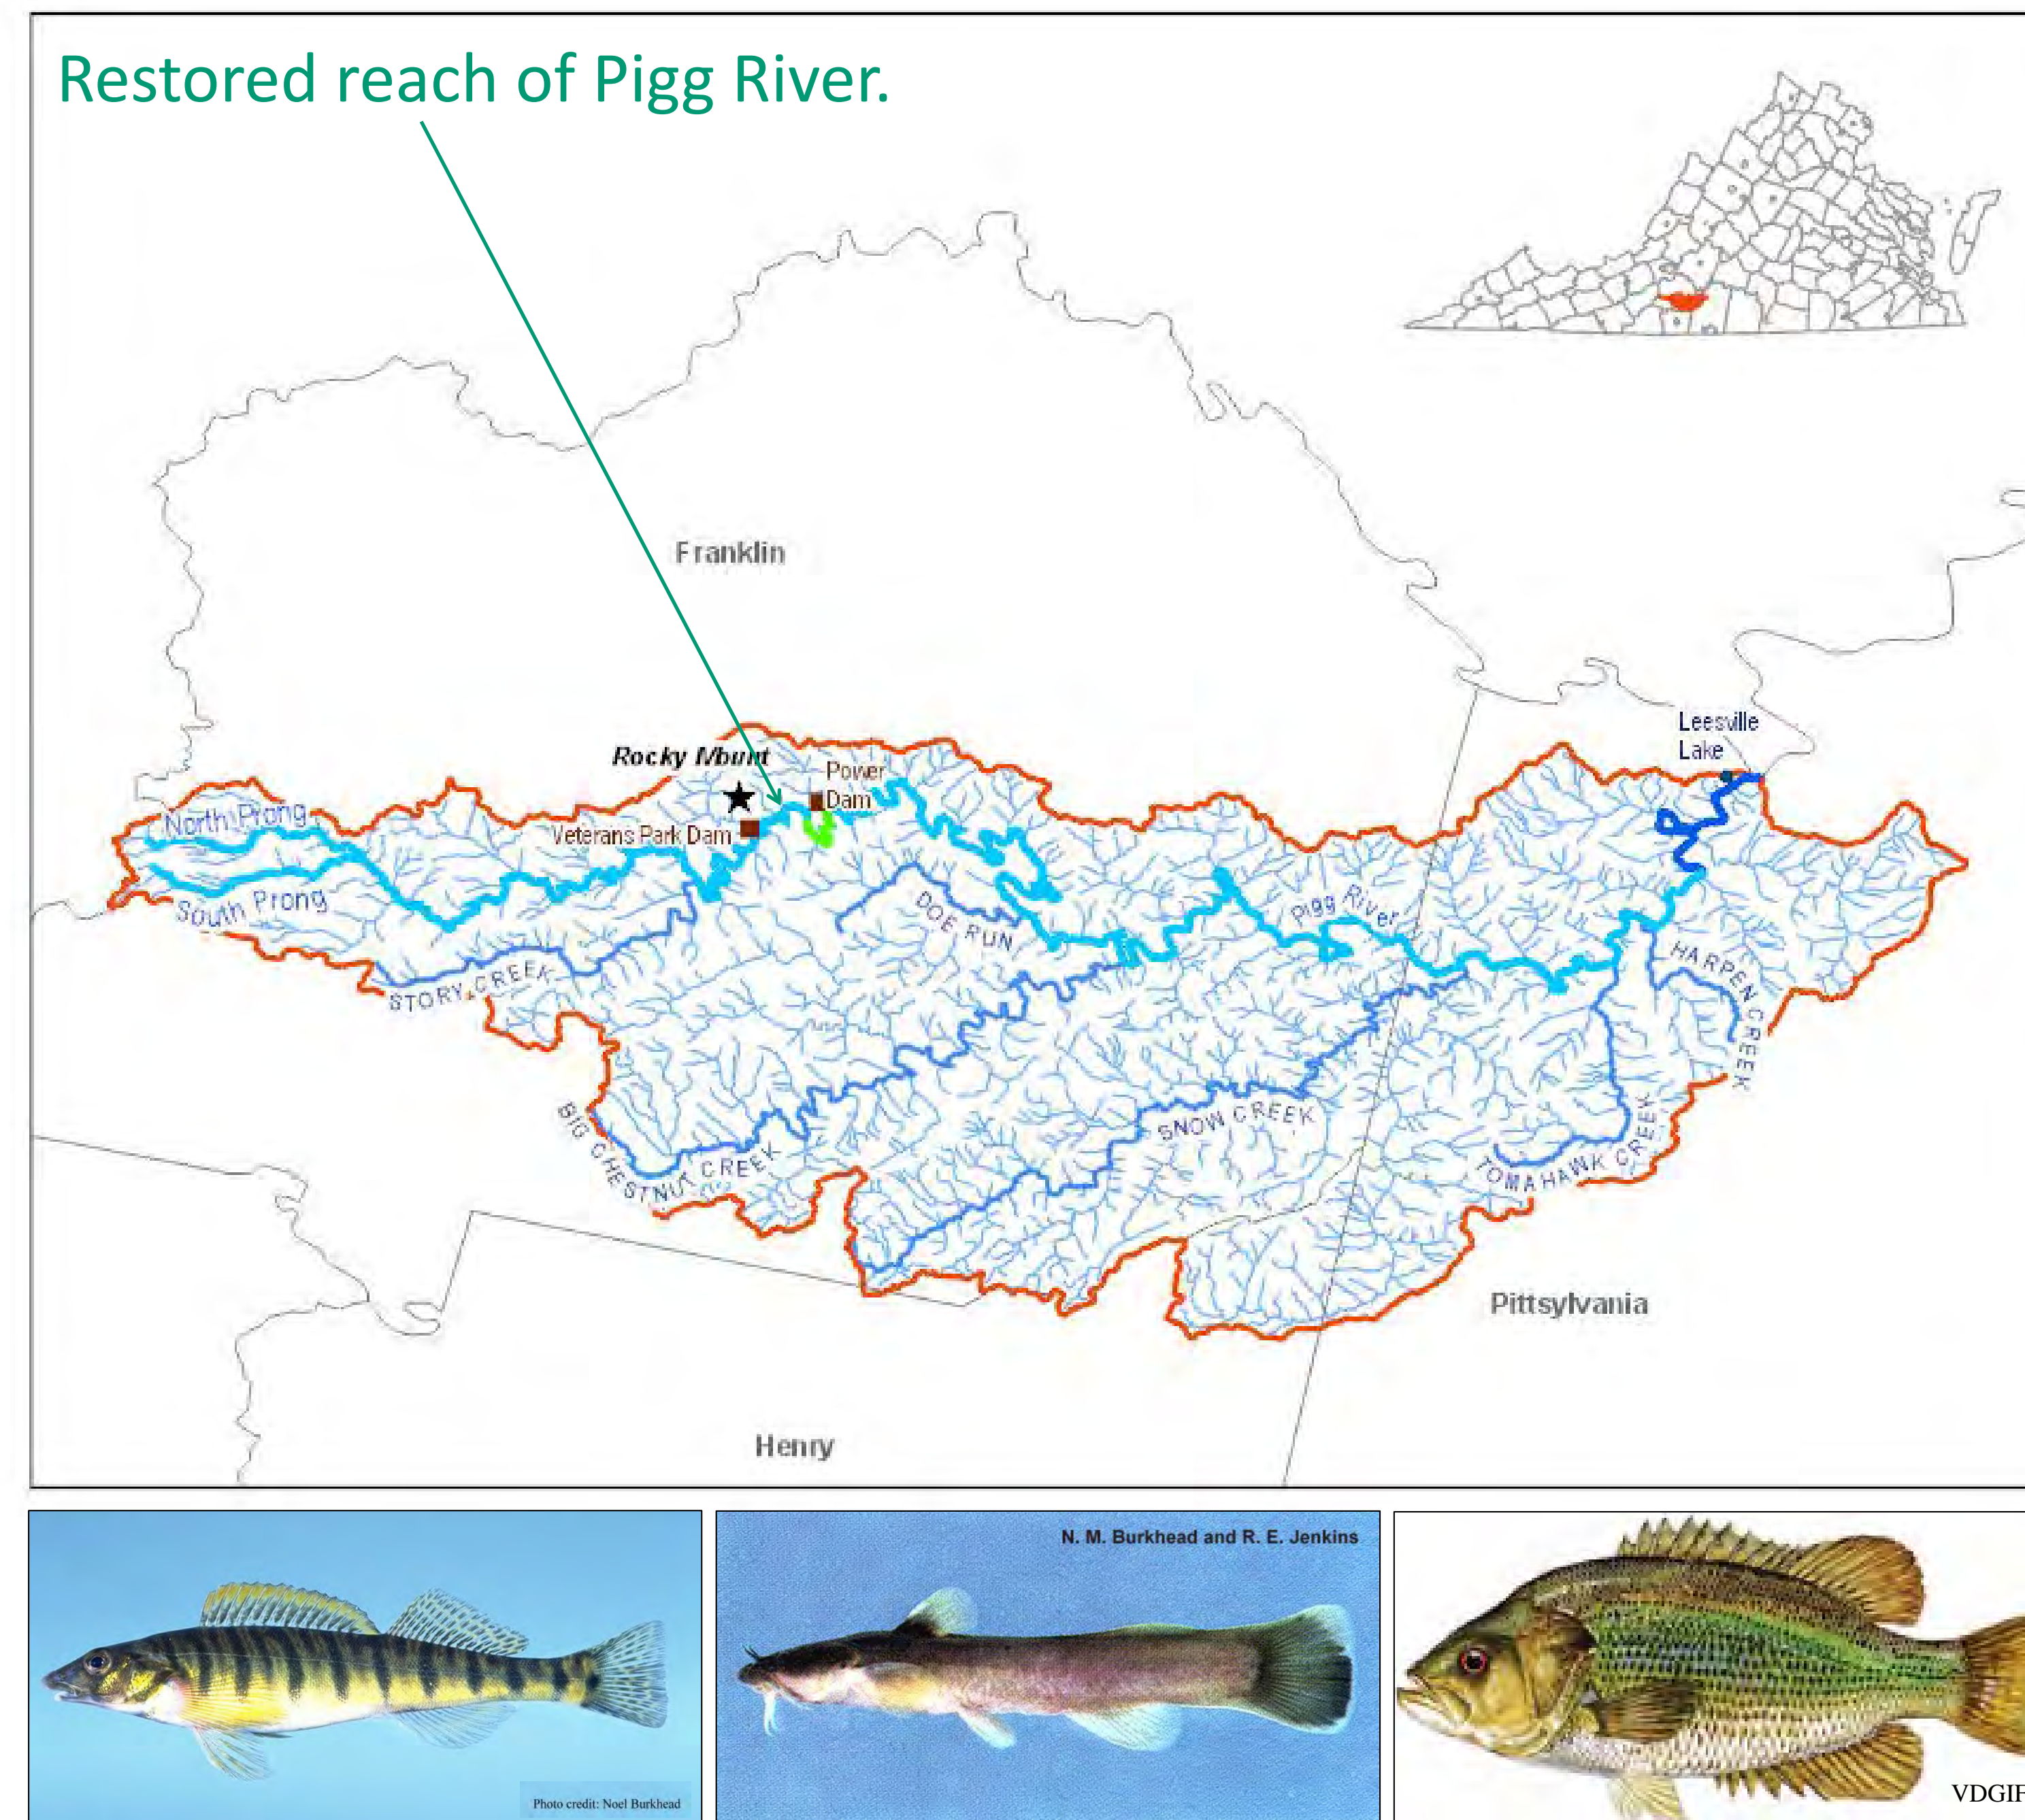 Restored reach of Pigg River.
Franklin
Leesville
Lake
Rocky Mount
Power
Dam
Veterans Park Dam
North Prong
South Prong
Pigg River
DOE RUN
HARPEN CREEK
STORY CREEK
BIG CHESTNUT CREEK
SNOW CREEK
TOMAHAWK CREEK
Pittsylvania
Henry
N. M. Burkhead and R. E. Jenkins
Photo credit: Noel Burkhead
VDGIF